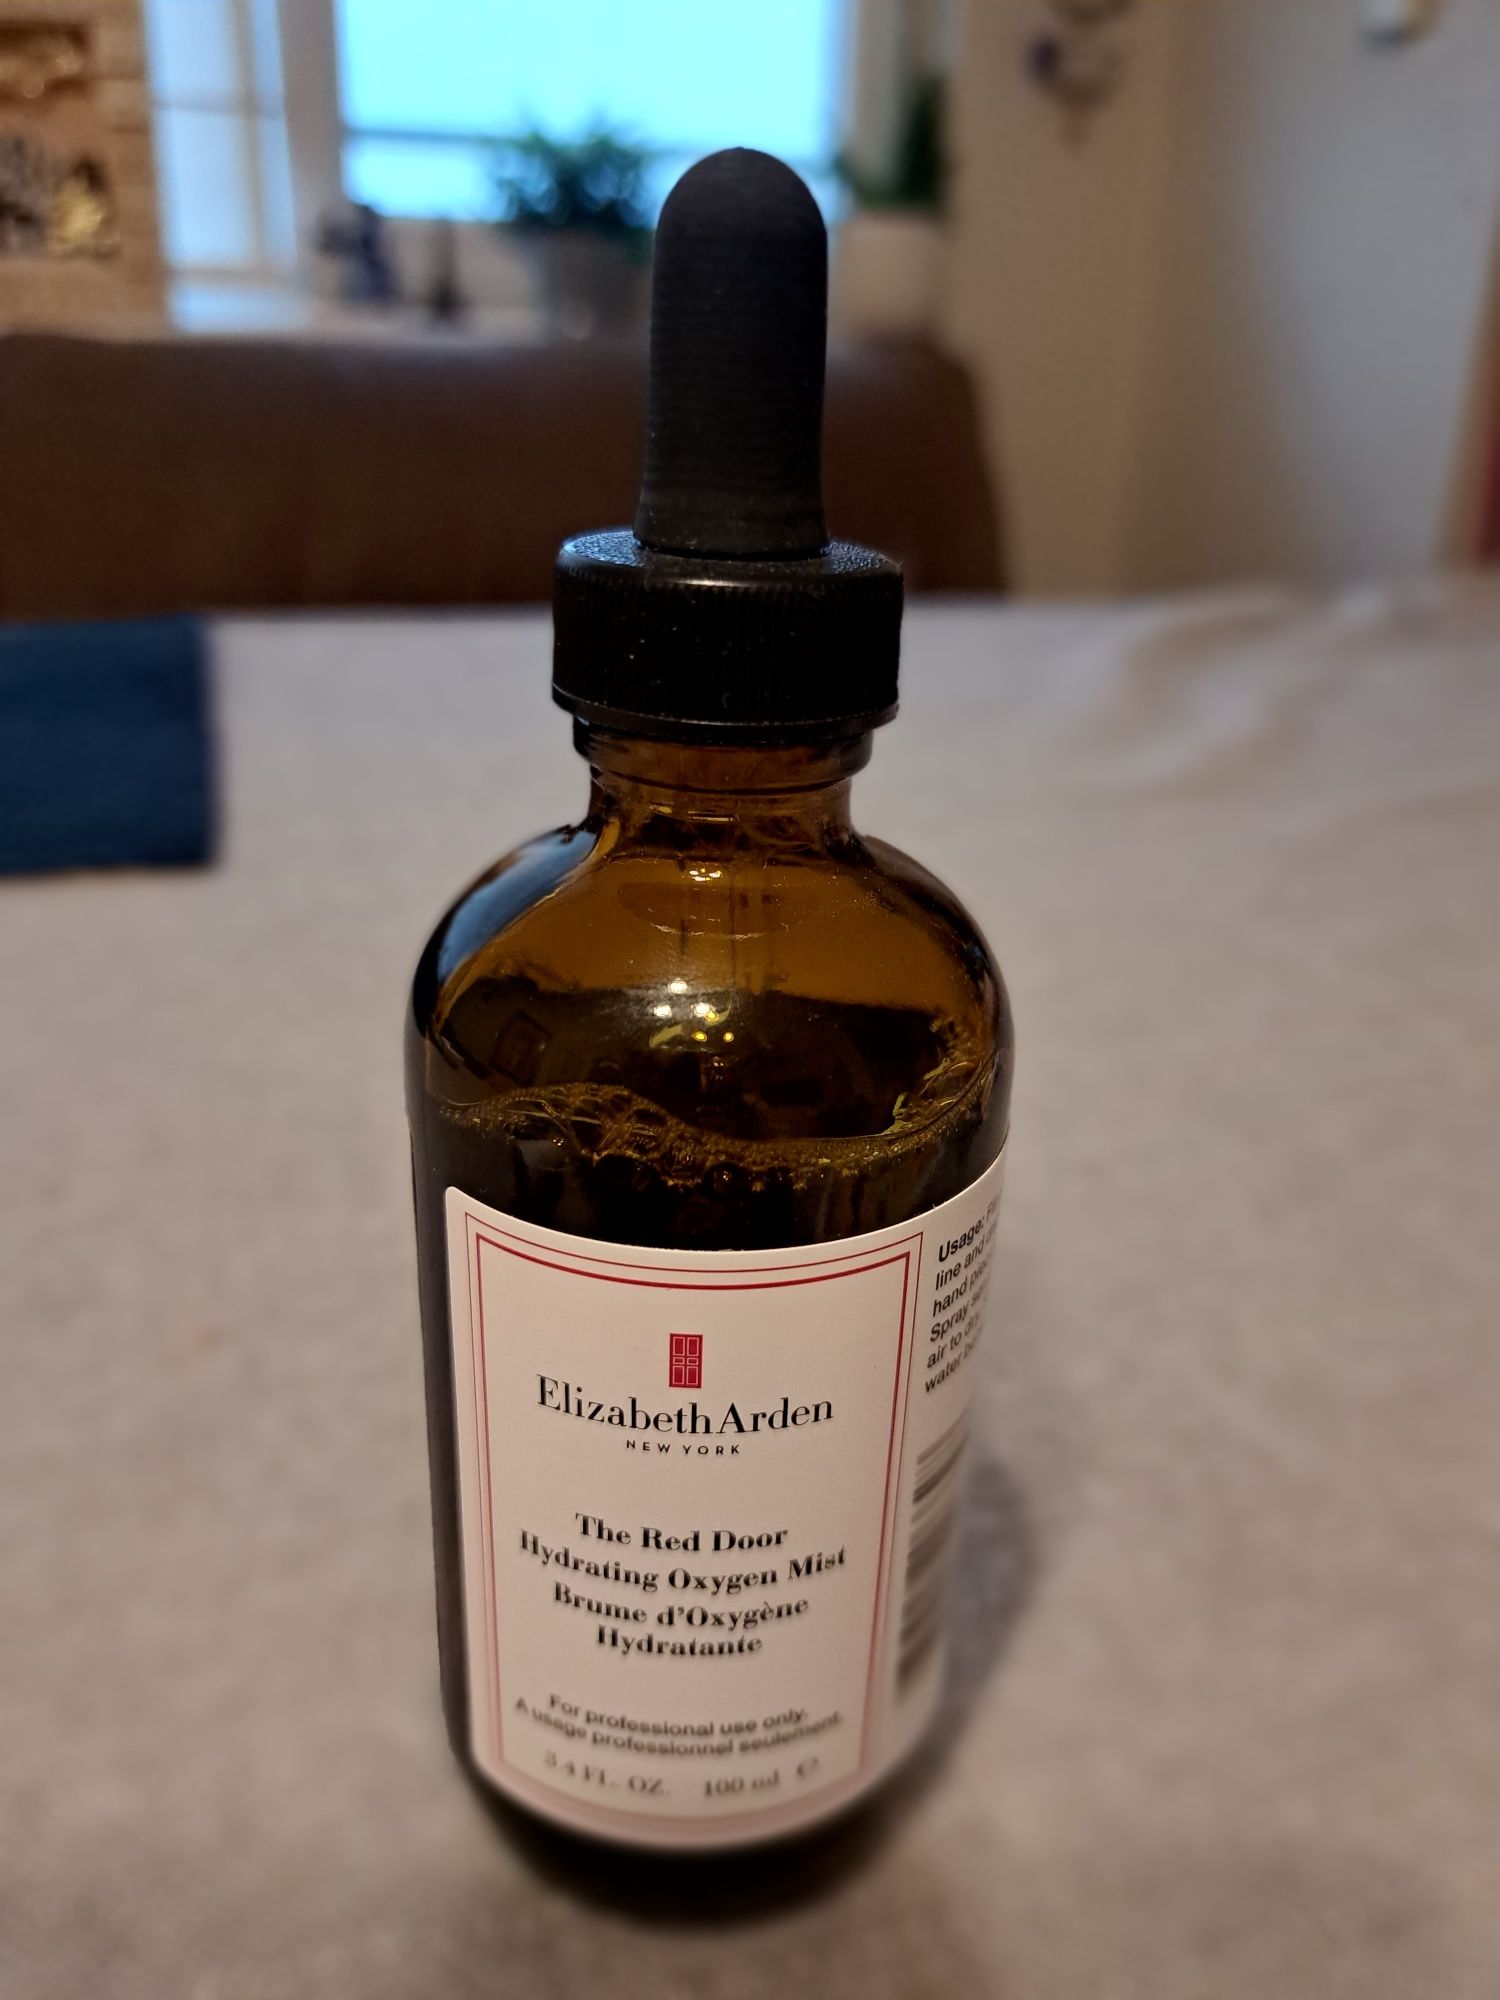 Elizabeth Arden
NEW YORK
The Red Door
Hydrating Oxygen Mist
Brume d'Oxygène
Hydratante
For professional use only.
A usage professionnel seulement.
3.4 FL. OZ. 100 ml ℮
Usage:
line and
hand
Spray
air to dry
water